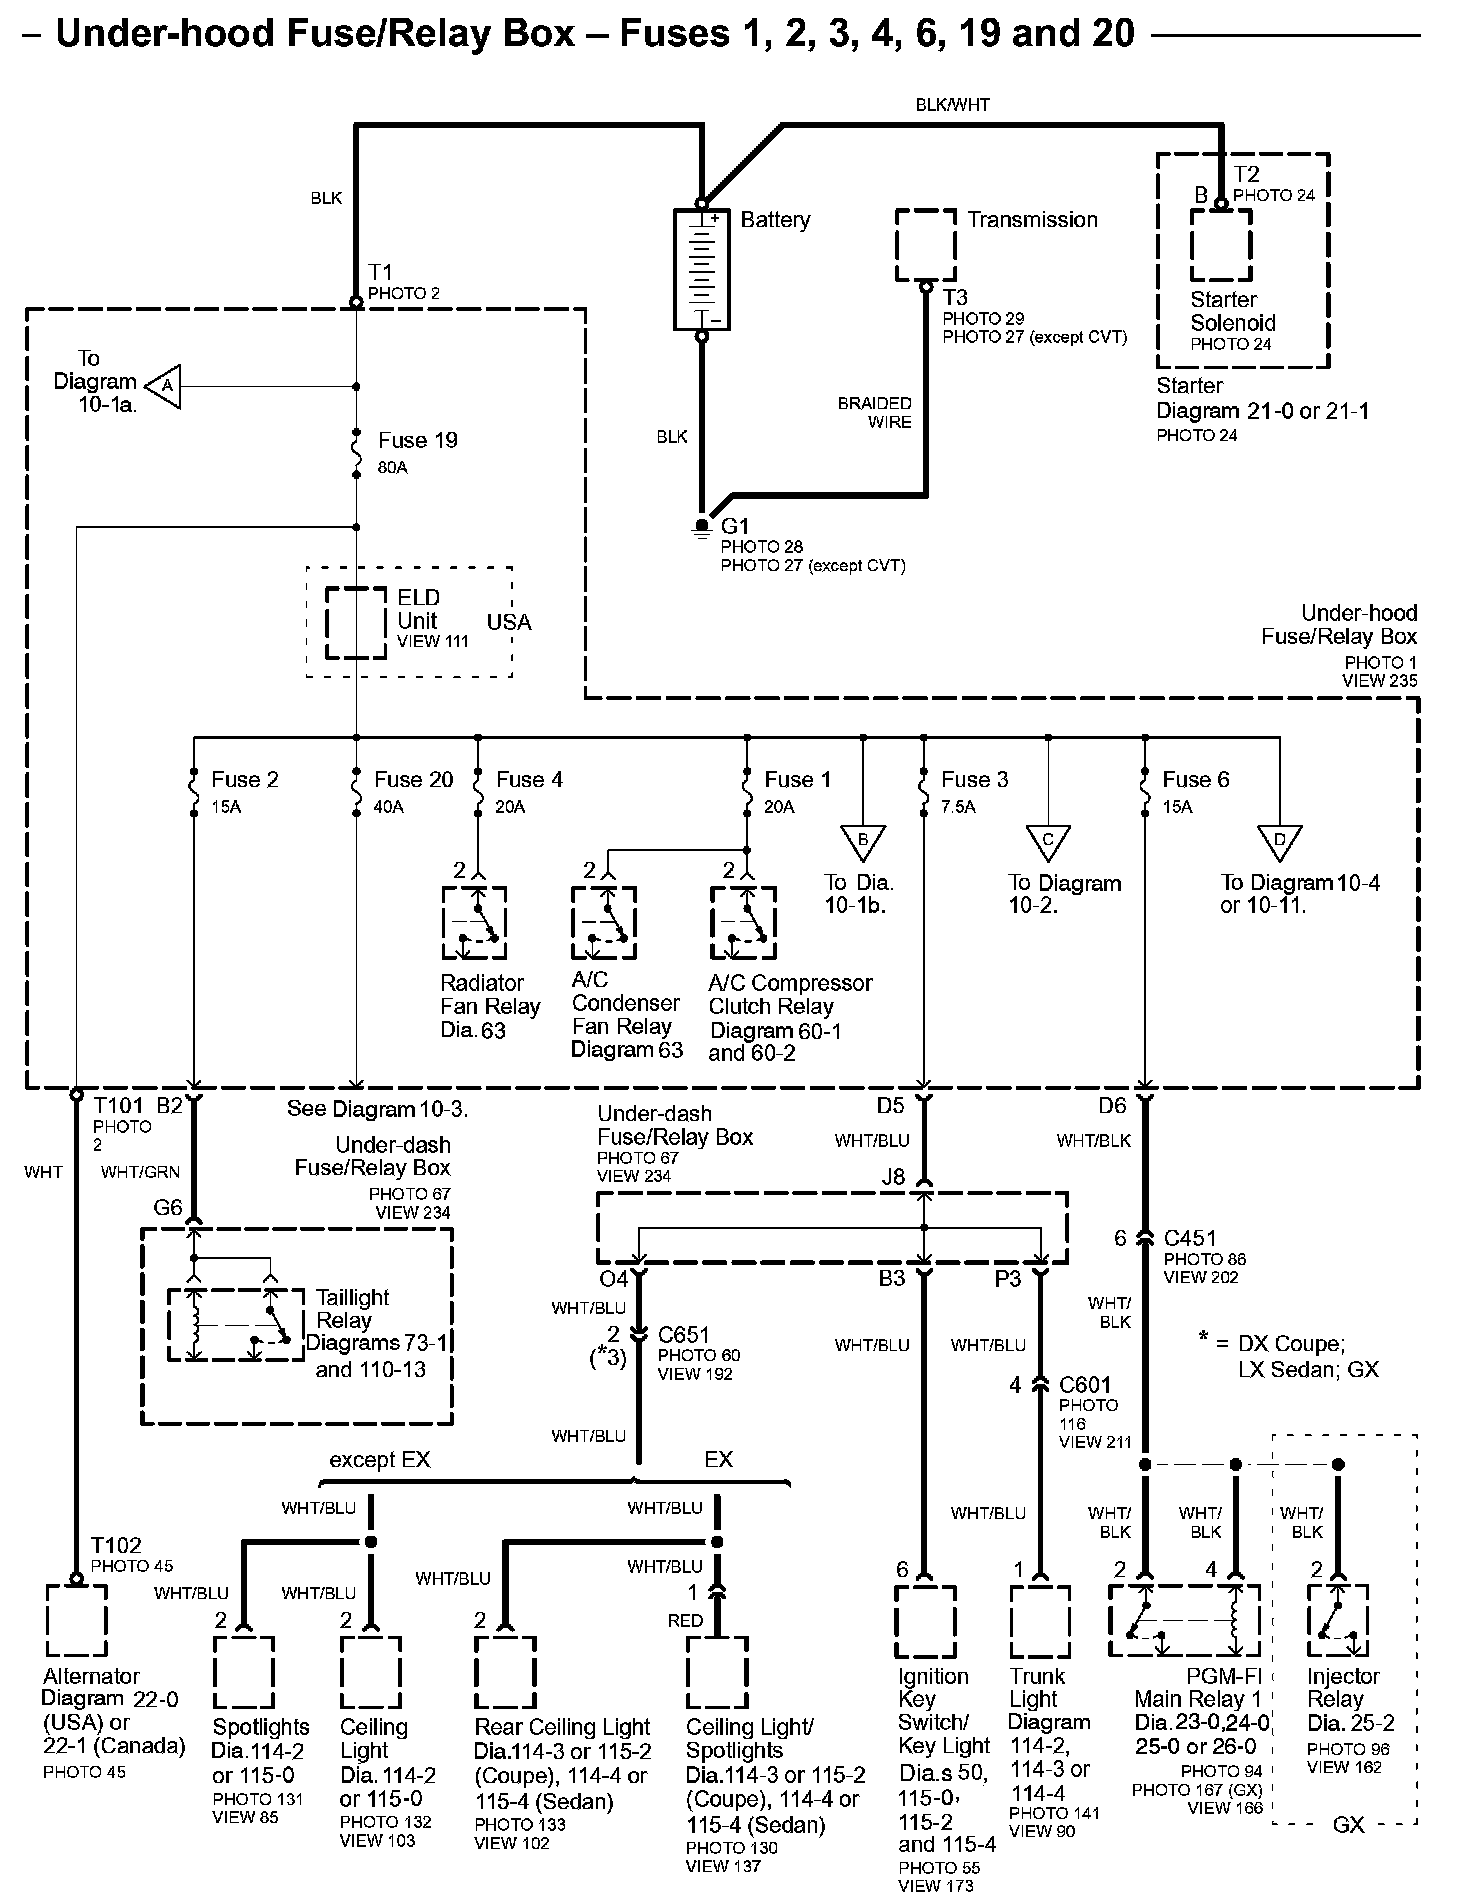 – Under-hood Fuse/Relay Box – Fuses 1, 2, 3, 4, 6, 19 and 20
BLK/WHT
BLK
T1
PHOTO 2
+
–
Battery
Transmission
T3
PHOTO 29
PHOTO 27 (except CVT)
T2
PHOTO 24
B
Starter
Solenoid
PHOTO 24
Starter
Diagram 21-0 or 21-1
PHOTO 24
To
Diagram
10-1a.
A
Fuse 19
80A
BLK
BRAIDED
WIRE
G1
PHOTO 28
PHOTO 27 (except CVT)
ELD
Unit
VIEW 111
USA
Under-hood
Fuse/Relay Box
PHOTO 1
VIEW 235
Fuse 2
15A
Fuse 20
40A
Fuse 4
20A
Fuse 1
20A
Fuse 3
7.5A
Fuse 6
15A
B
To Dia.
10-1b.
C
To Diagram
10-2.
D
To Diagram 10-4
or 10-11.
2
2
2
Radiator
Fan Relay
Dia. 63
A/C
Condenser
Fan Relay
Diagram 63
A/C Compressor
Clutch Relay
Diagram 60-1
and 60-2
T101
PHOTO
2
B2
See Diagram 10-3.
Under-dash
Fuse/Relay Box
PHOTO 67
VIEW 234
WHT
WHT/GRN
G6
Taillight
Relay
Diagrams 73-1
and 110-13
Under-dash
Fuse/Relay Box
PHOTO 67
VIEW 234
D5
WHT/BLU
J8
D6
WHT/BLK
O4
B3
P3
WHT/BLU
2
(*3)
C651
PHOTO 60
VIEW 192
WHT/BLU
WHT/BLU
WHT/BLU
4
C601
PHOTO
116
VIEW 211
6
C451
PHOTO 86
VIEW 202
WHT/
BLK
* = DX Coupe;
LX Sedan; GX
except EX
EX
WHT/BLU
WHT/BLU
WHT/BLU
WHT/
BLK
WHT/
BLK
WHT/
BLK
T102
PHOTO 45
WHT/BLU
WHT/BLU
WHT/BLU
WHT/BLU
1
RED
2
2
2
6
1
2
4
2
Alternator
Diagram 22-0
(USA) or
22-1 (Canada)
PHOTO 45
Spotlights
Dia. 114-2
or 115-0
PHOTO 131
VIEW 85
Ceiling
Light
Dia. 114-2
or 115-0
PHOTO 132
VIEW 103
Rear Ceiling Light
Dia. 114-3 or 115-2
(Coupe), 114-4 or
115-4 (Sedan)
PHOTO 133
VIEW 102
Ceiling Light/
Spotlights
Dia. 114-3 or 115-2
(Coupe), 114-4 or
115-4 (Sedan)
PHOTO 130
VIEW 137
Ignition
Key
Switch/
Key Light
Dia.s 50,
115-0,
115-2
and 115-4
PHOTO 55
VIEW 173
Trunk
Light
Diagram
114-2,
114-3 or
114-4
PHOTO 141
VIEW 90
PGM-FI
Main Relay 1
Dia. 23-0,24-0,
25-0 or 26-0
PHOTO 94
PHOTO 167 (GX)
VIEW 166
Injector
Relay
Dia. 25-2
PHOTO 96
VIEW 162
GX